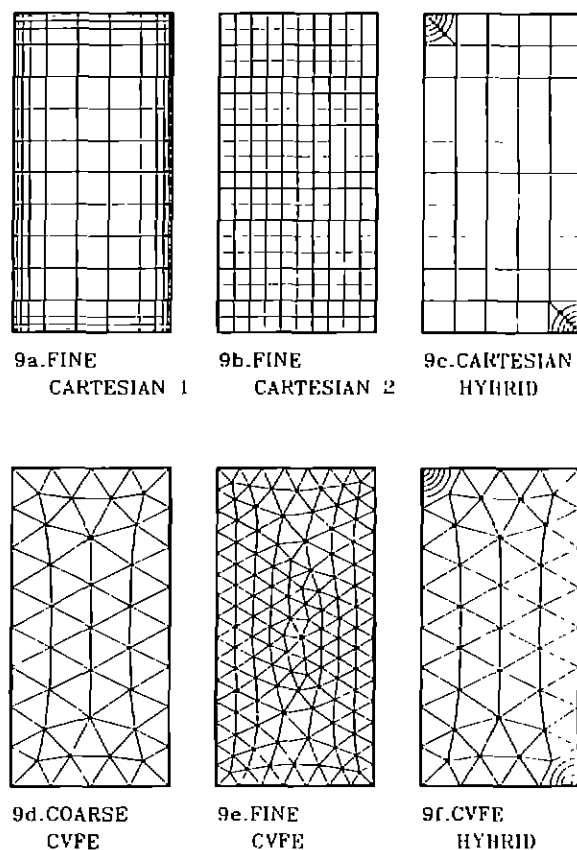 9a.FINE
CARTESIAN 1
9b.FINE
CARTESIAN 2
9c.CARTESIAN
HYBRID
9d.COARSE
CVFE
9e.FINE
CVFE
9f.CVFE
HYBRID